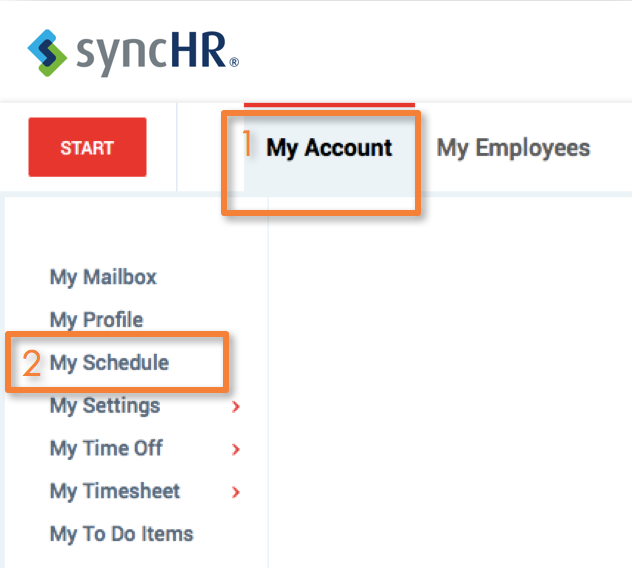 syncHR®
START
1 My Account
My Employees
My Mailbox
My Profile
2 My Schedule
My Settings
My Time Off
My Timesheet
My To Do Items